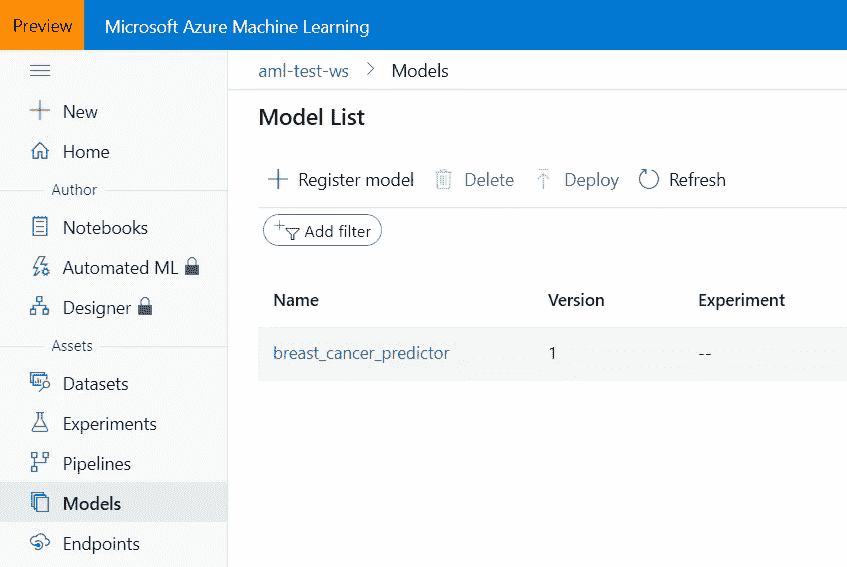 Preview Microsoft Azure Machine Learning
aml-test-ws > Models
Model List
New
Home
Author
Notebooks
Automated ML
Designer
Assets
Datasets
Experiments
Pipelines
Models
Endpoints
Register model Delete Deploy Refresh
Add filter
Name Version Experiment
breast_cancer_predictor 1 --